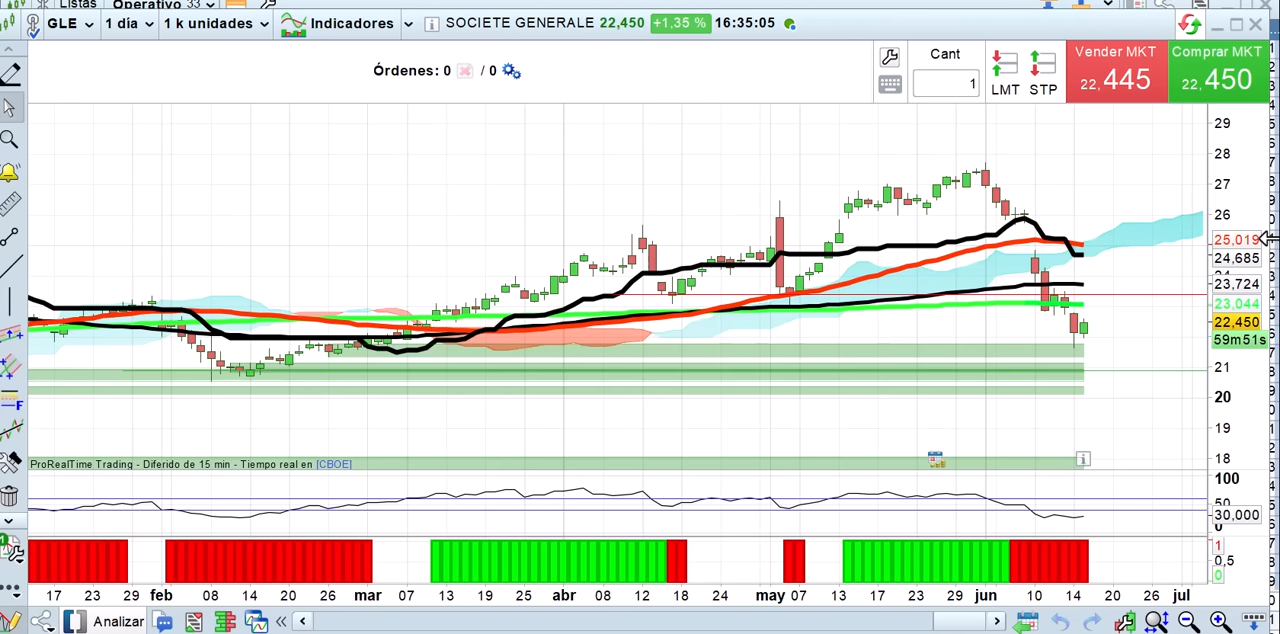 Listas
Operativo 33
GLE 1 día 1 k unidades Indicadores SOCIETE GENERALE 22,450 +1,35 % 16:35:05
Órdenes: 0 / 0
Cant
1
LMT STP
Vender MKT
22,445
Comprar MKT
22,450
29
28
27
26
25,019
24,685
24
23,724
23,044
22,450
59m51s
21
20
19
18
ProRealTime Trading - Diferido de 15 min - Tiempo real en [CBOE]
100
50
30,000
0
1
0,5
0
17 23 29 feb 08 14 20 26 mar 07 13 19 25 abr 08 12 18 24 may 07 13 17 23 29 jun 10 14 20 26 jul
Analizar